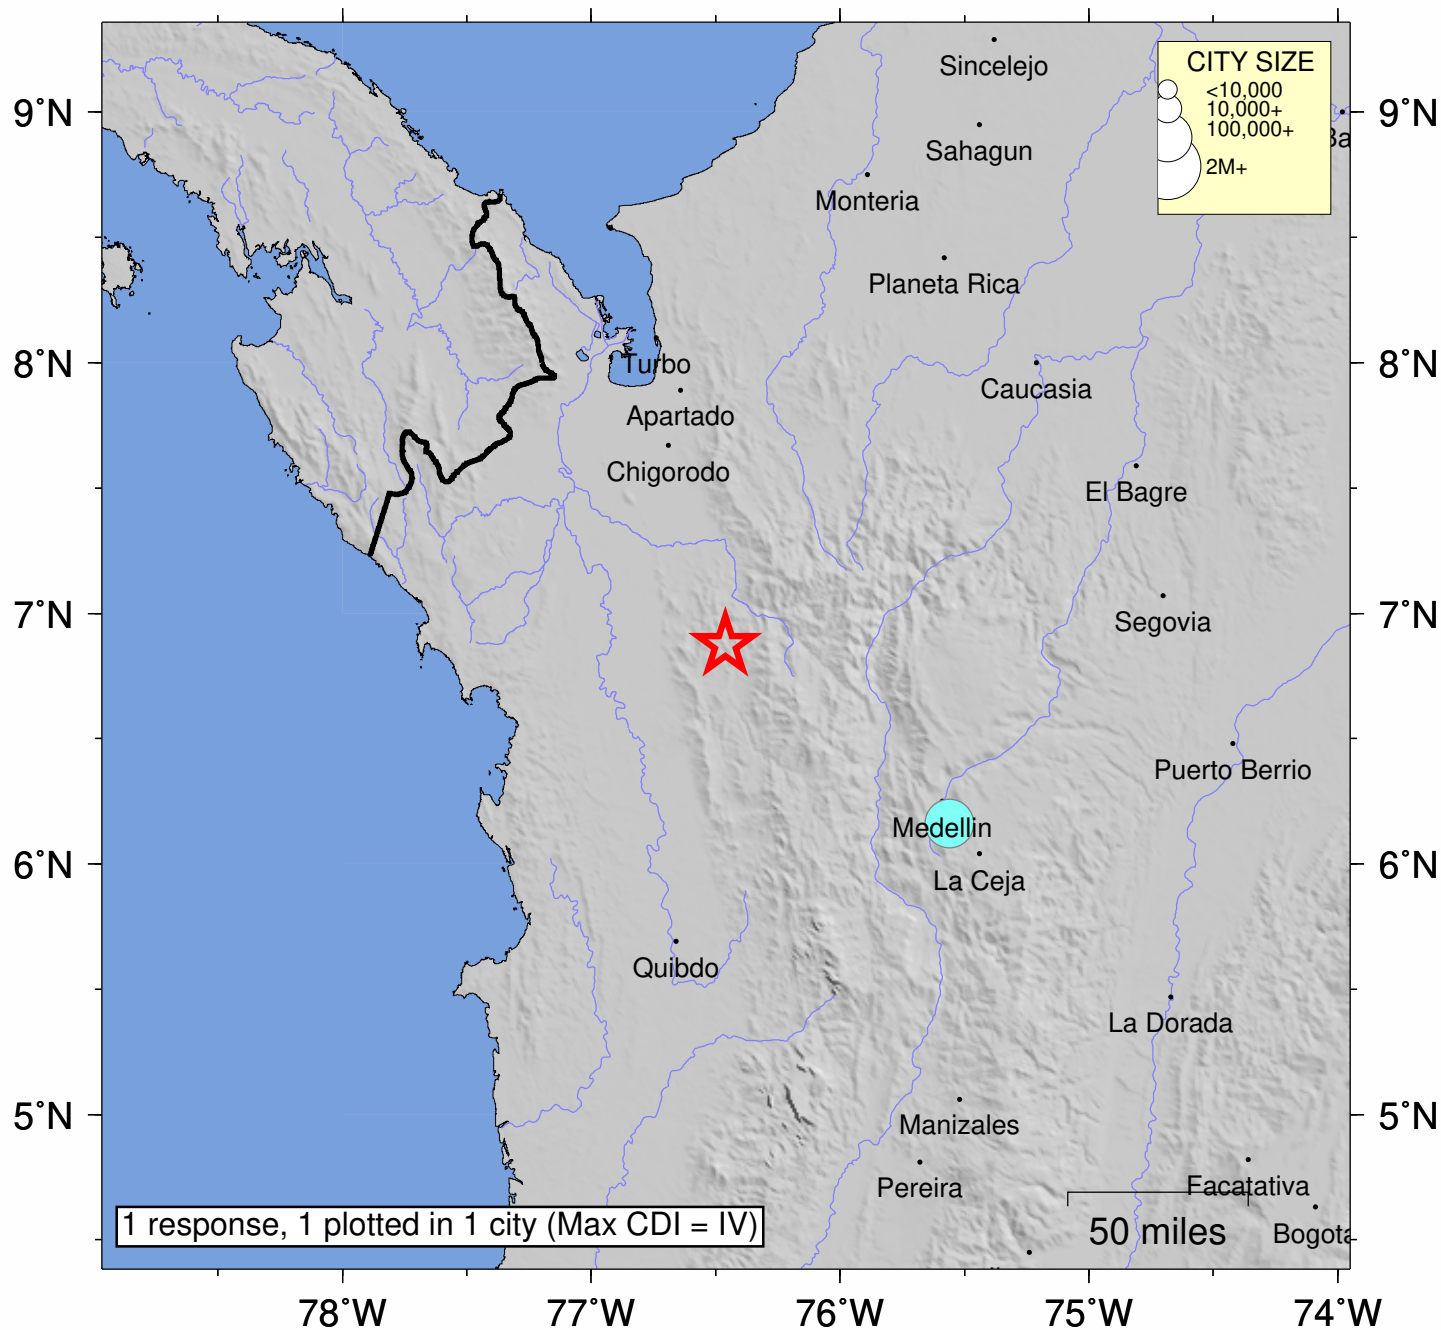 CITY SIZE
<10,000
10,000+
100,000+
2M+
Sincelejo
9°N
9°N
Ba
Sahagun
Monteria
Planeta Rica
8°N
Turbo
8°N
Caucasia
Apartado
Chigorodo
El Bagre
7°N
7°N
Segovia
Puerto Berrio
Medellin
6°N
6°N
La Ceja
Quibdo
La Dorada
5°N
5°N
Manizales
Pereira
Facatativa
1 response, 1 plotted in 1 city (Max CDI = IV)
50 miles
Bogota
78°W
77°W
76°W
75°W
74°W